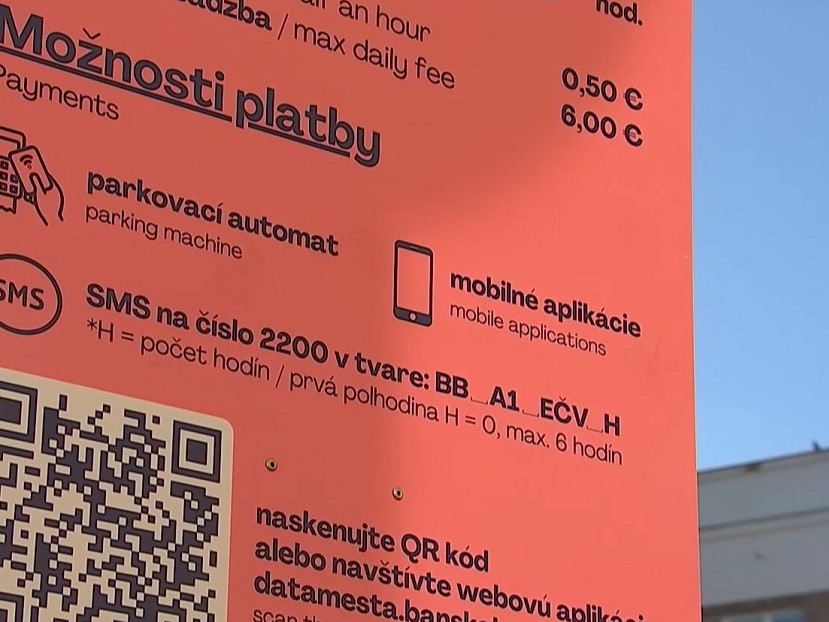 an hour
/ max daily fee
hod.
0,50 €
6,00 €
Možnosti platby
Payments
parkovací automat
parking machine
mobilné aplikácie
mobile applications
SMS
SMS na číslo 2200 v tvare: BB_A1_EČV_H
*H = počet hodín / prvá polhodina H = 0, max. 6 hodín
naskenujte QR kód
alebo navštívte webovú
datamesta.